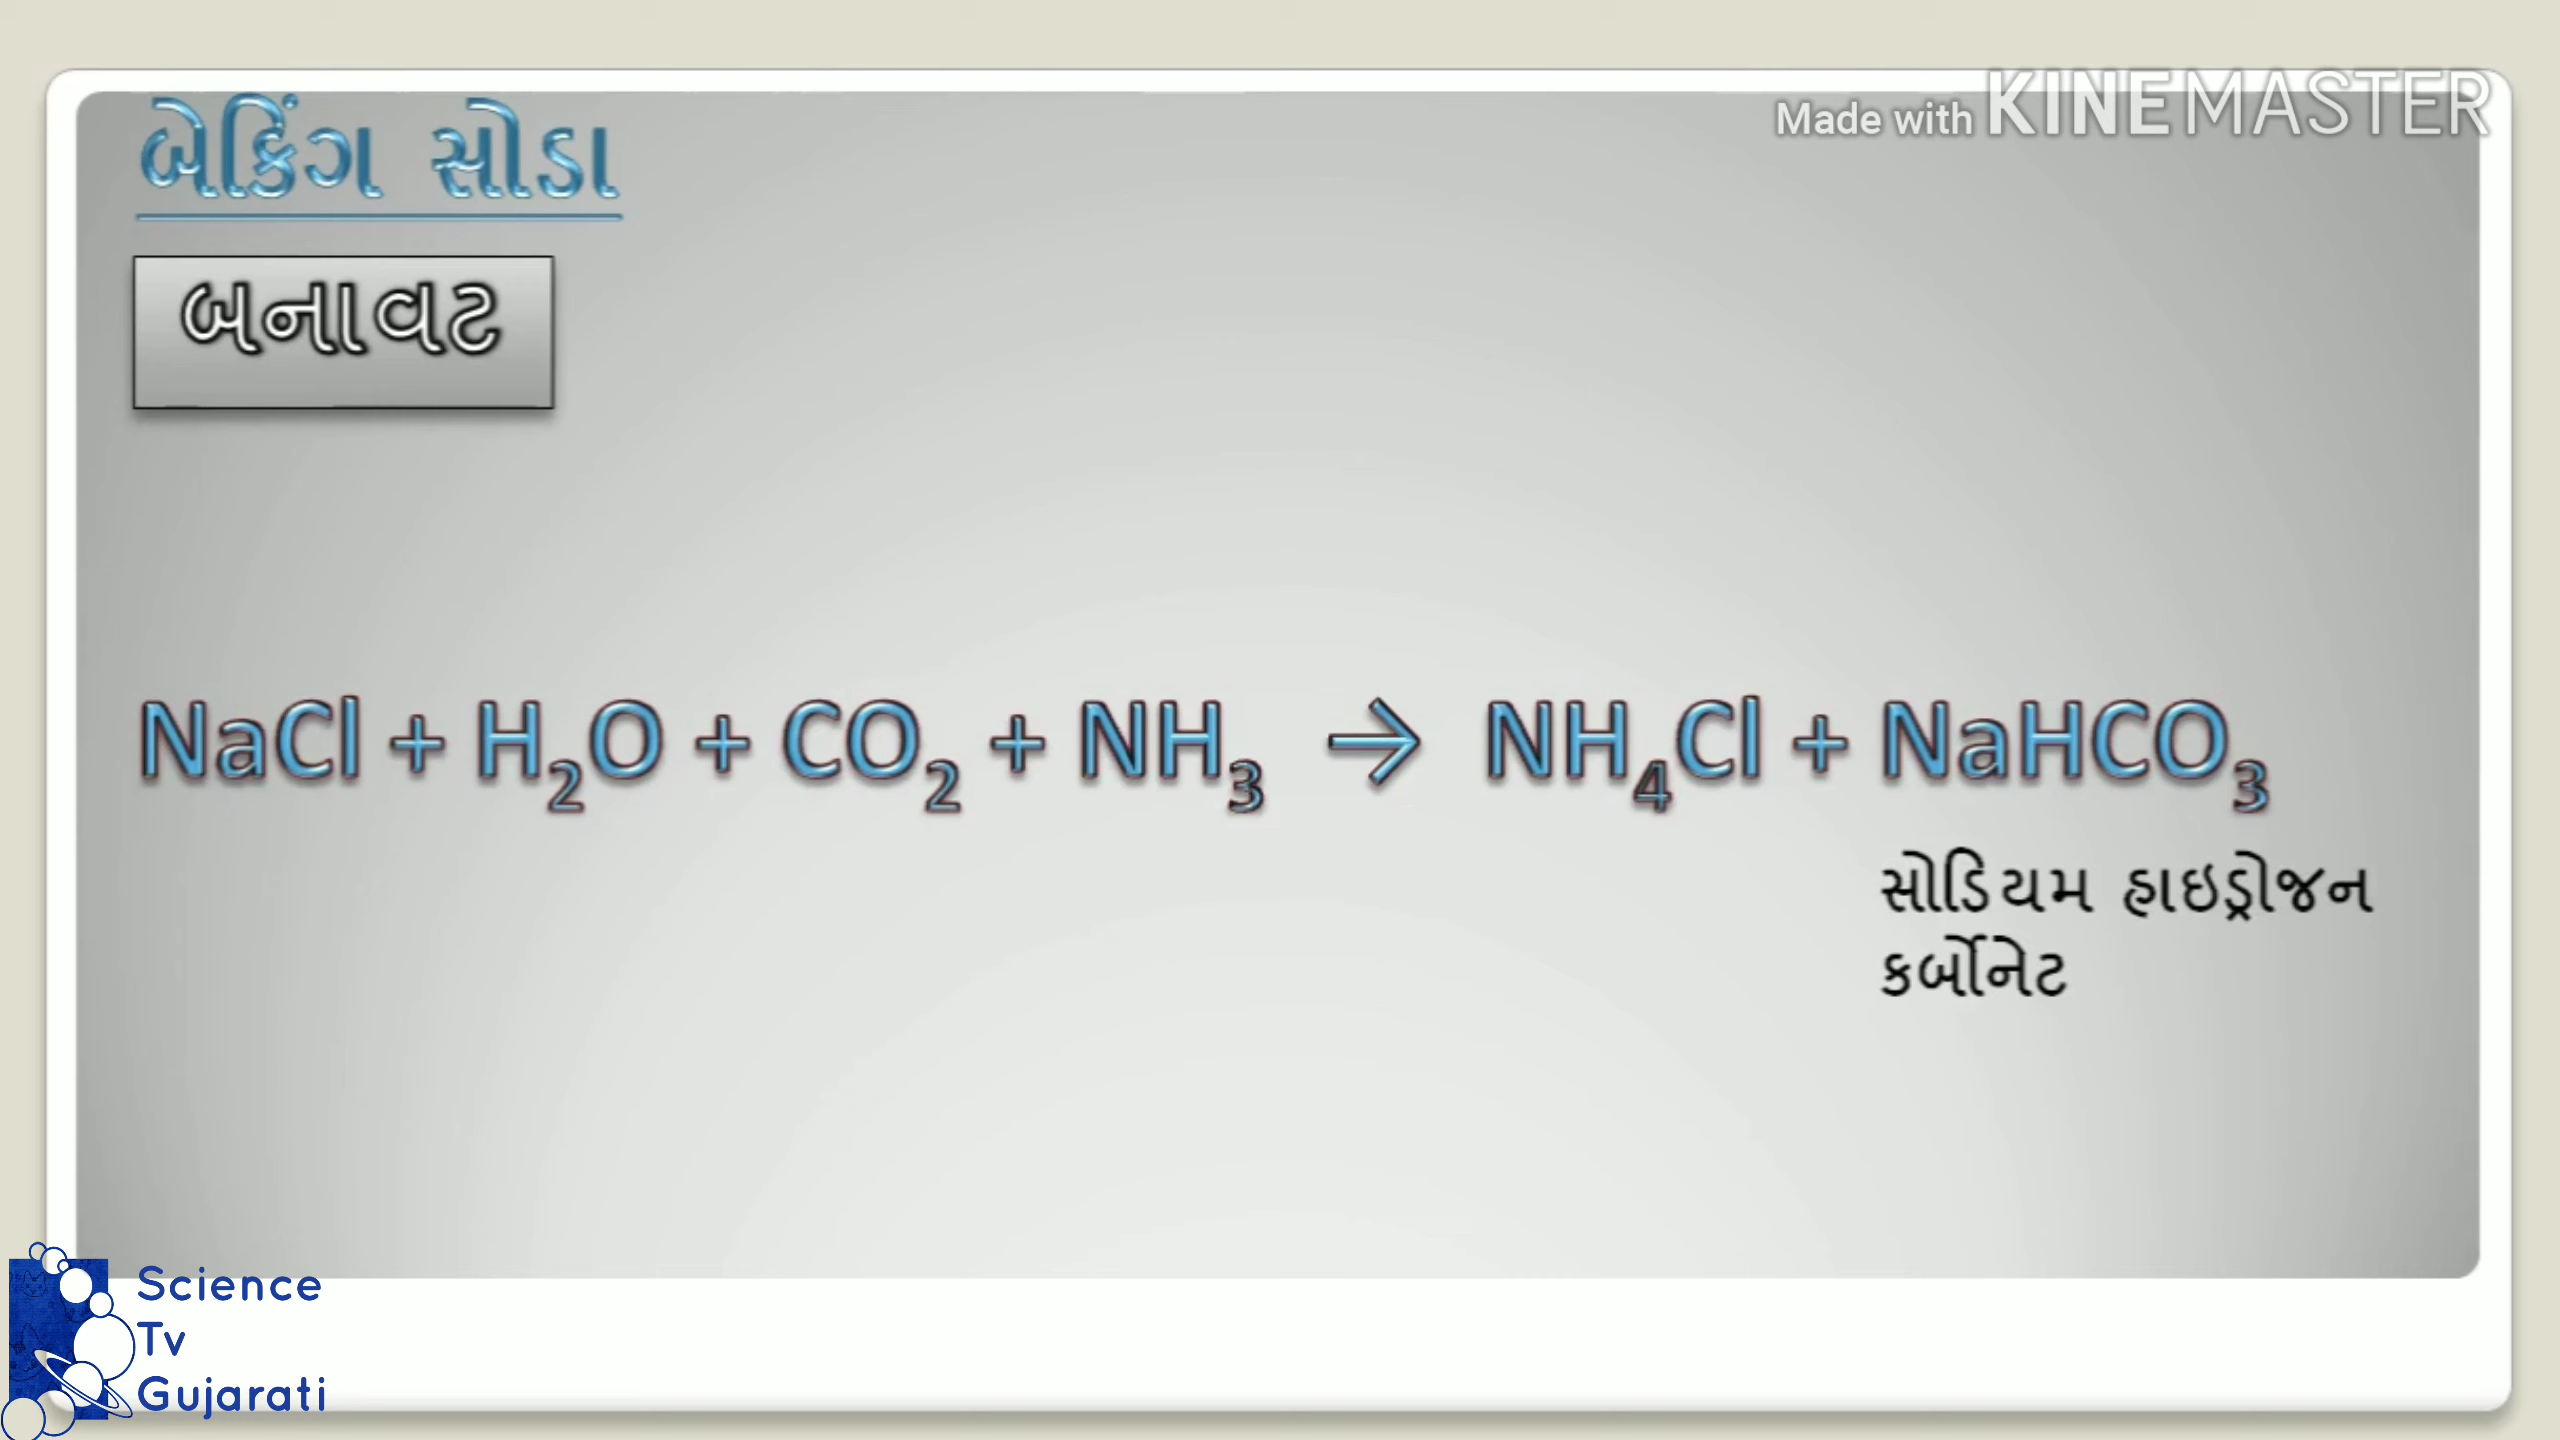 Made with KINEMASTER
બેકિંગ સોડા
બનાવટ
NaCl + H₂O + CO₂ + NH₃ → NH₄Cl + NaHCO₃
સોડિયમ હાઇડ્રોજન
કર્બોનેટ
Science
Tv
Gujarati